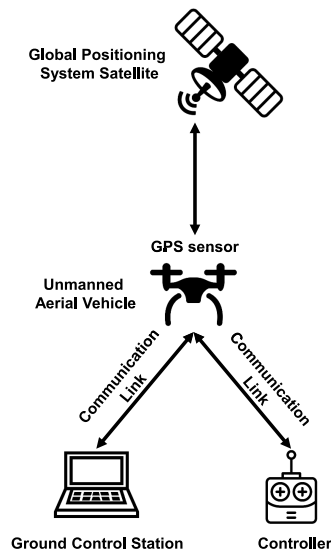 Global Positioning
System Satellite
GPS sensor
Unmanned
Aerial Vehicle
Communication
Link
Communication
Link
Ground Control Station
Controller